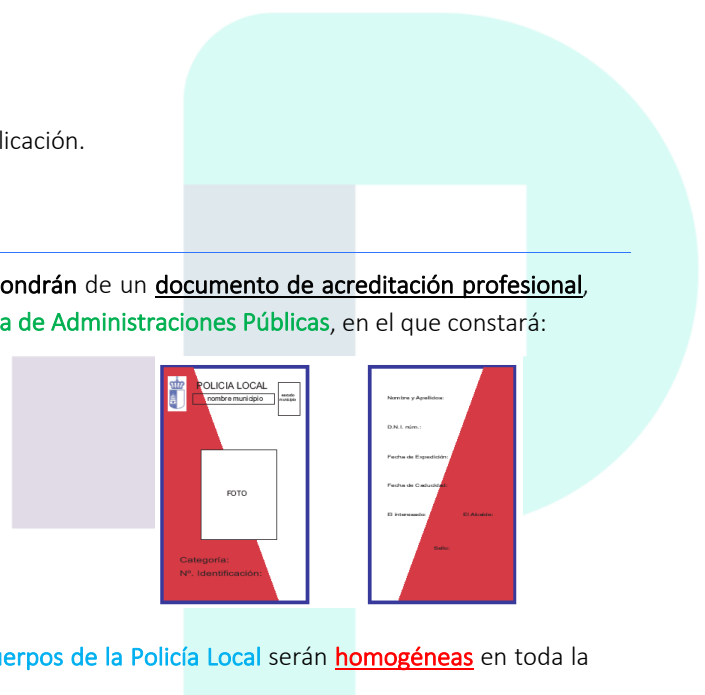 licación.
ondrán de un documento de acreditación profesional,
a de Administraciones Públicas, en el que constará:
POLICIA LOCAL
nombre municipio
escudo
municipio
FOTO
Categoría:
Nº. Identificación:
Nombre y Apellidos:
D.N.I. núm.:
Fecha de Expedición:
Fecha de Caducidad:
El Interesado: El Alcalde:
Sello:
uerpos de la Policía Local serán homogéneas en toda la